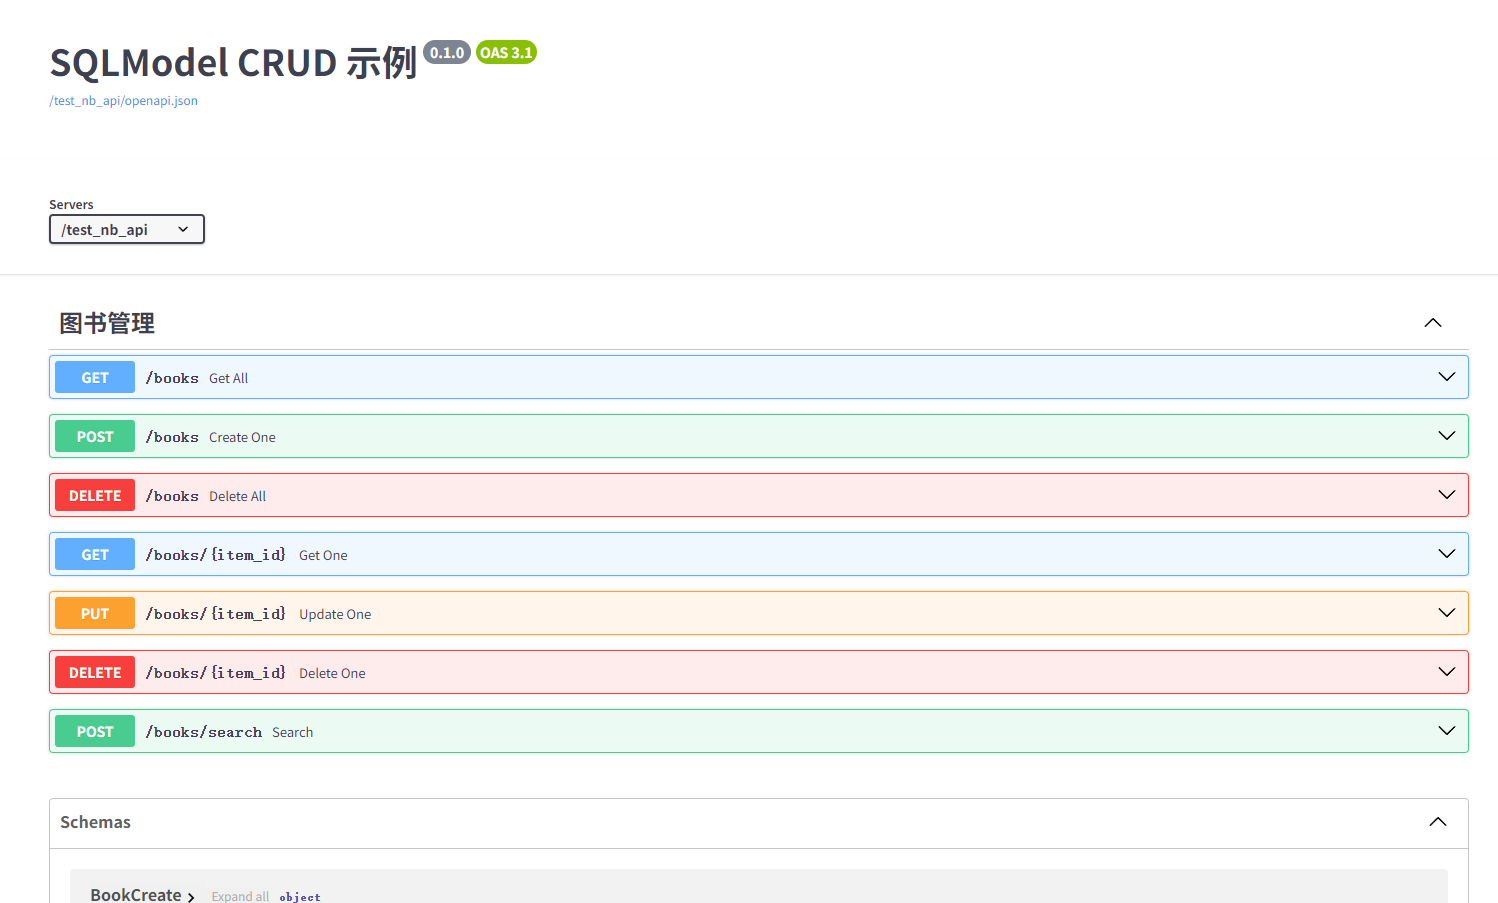 SQLModel CRUD 示例 0.1.0 OAS 3.1
/test_nb_api/openapi.json
Servers
/test_nb_api
图书管理
GET /books Get All
POST /books Create One
DELETE /books Delete All
GET /books/{item_id} Get One
PUT /books/{item_id} Update One
DELETE /books/{item_id} Delete One
POST /books/search Search
Schemas
BookCreate Expand all object